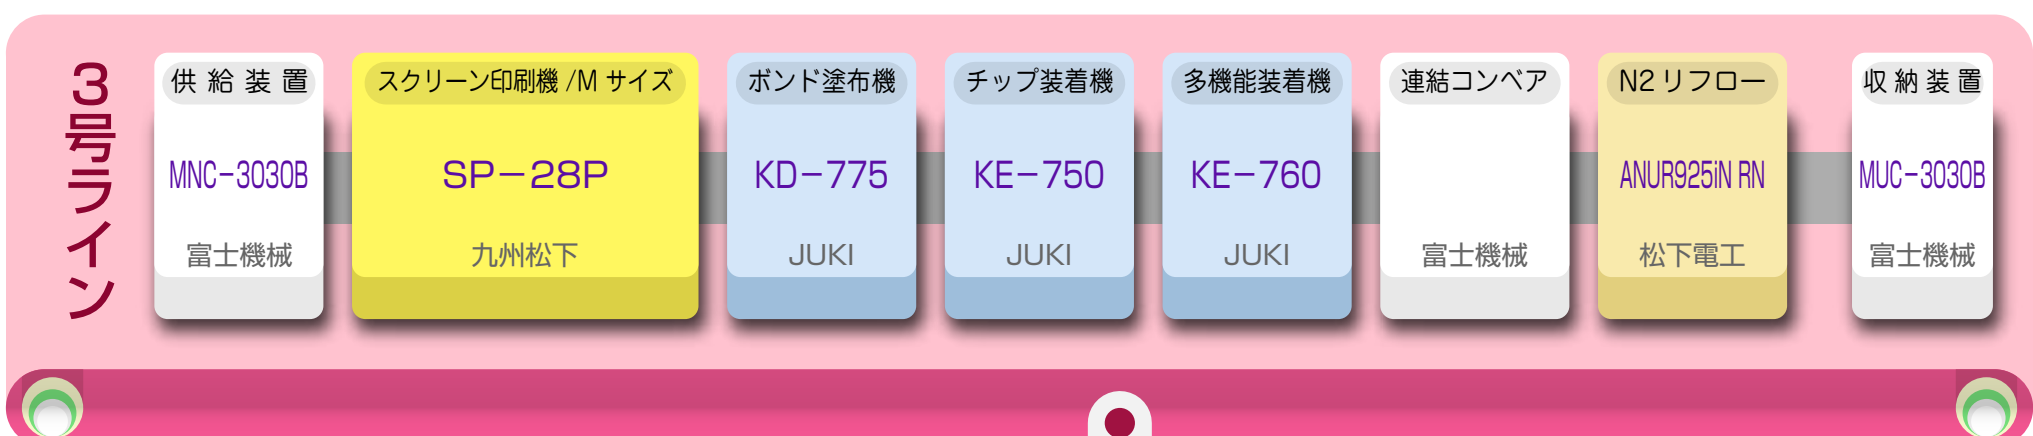 3号ライン
供給装置
MNC-3030B
富士機械
スクリーン印刷機/Mサイズ
SP-28P
九州松下
ボンド塗布機
KD-775
JUKI
チップ装着機
KE-750
JUKI
多機能装着機
KE-760
JUKI
連結コンベア
富士機械
N2リフロー
ANUR925iN RN
松下電工
収納装置
MUC-3030B
富士機械